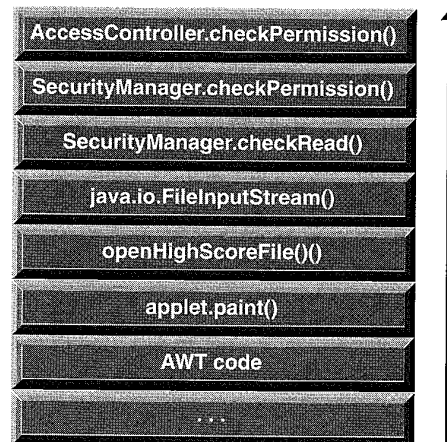 AccessController.checkPermission()
SecurityManager.checkPermission()
SecurityManager.checkRead()
java.io.FileInputStream()
openHighScoreFile()()
applet.paint()
AWT code
...